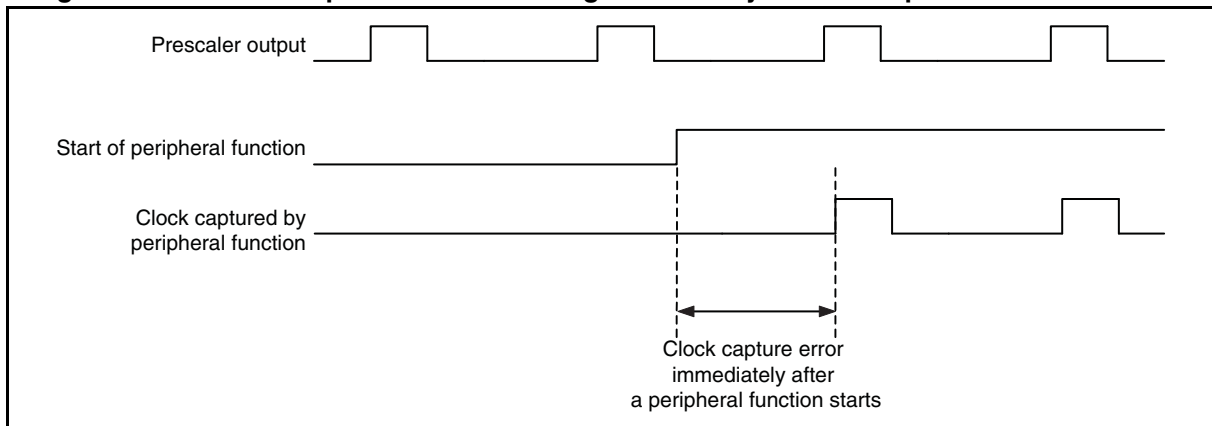 Prescaler output
Start of peripheral function
Clock captured by
peripheral function
Clock capture error
immediately after
a peripheral function starts